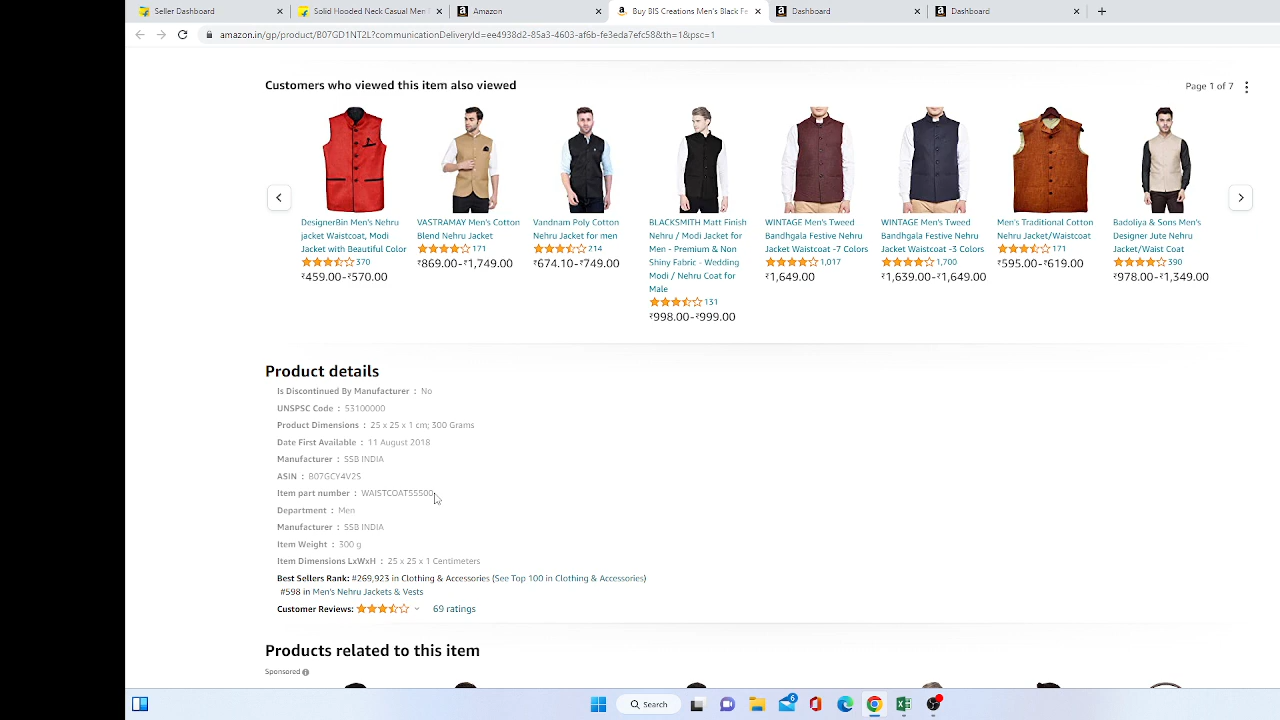 Seller Dashboard
Solid Hooded Neck Casual Men
Amazon
Buy BIS Creations Men's Black Fe
Dashboard
Dashboard
amazon.in/gp/product/B07GD1NT2L?communicationDeliveryId=ee4938d2-85a3-4603-af6b-fe3eda7efc58&th=1&psc=1
Customers who viewed this item also viewed
Page 1 of 7
DesignerBin Men's Nehru
jacket Waistcoat, Modi
Jacket with Beautiful Color
370
₹459.00-₹570.00
VASTRAMAY Men's Cotton
Blend Nehru Jacket
171
₹869.00-₹1,749.00
Vandnam Poly Cotton
Nehru Jacket for men
214
₹674.10-₹749.00
BLACKSMITH Matt Finish
Nehru / Modi Jacket for
Men - Premium & Non
Shiny Fabric - Wedding
Modi / Nehru Coat for
Male
131
₹998.00-₹999.00
WINTAGE Men's Tweed
Bandhgala Festive Nehru
Jacket Waistcoat -7 Colors
1,017
₹1,649.00
WINTAGE Men's Tweed
Bandhgala Festive Nehru
Jacket Waistcoat -3 Colors
1,700
₹1,639.00-₹1,649.00
Men's Traditional Cotton
Nehru Jacket/Waistcoat
171
₹595.00-₹619.00
Badoliya & Sons Men's
Designer Jute Nehru
Jacket/Waist Coat
390
₹978.00-₹1,349.00
Product details
Is Discontinued By Manufacturer : No
UNSPSC Code : 53100000
Product Dimensions : 25 x 25 x 1 cm; 300 Grams
Date First Available : 11 August 2018
Manufacturer : SSB INDIA
ASIN : B07GCY4V2S
Item part number : WAISTCOAT55500
Department : Men
Manufacturer : SSB INDIA
Item Weight : 300 g
Item Dimensions LxWxH : 25 x 25 x 1 Centimeters
Best Sellers Rank: #269,923 in Clothing & Accessories (See Top 100 in Clothing & Accessories)
#598 in Men's Nehru Jackets & Vests
Customer Reviews: 69 ratings
Products related to this item
Sponsored
Search
6